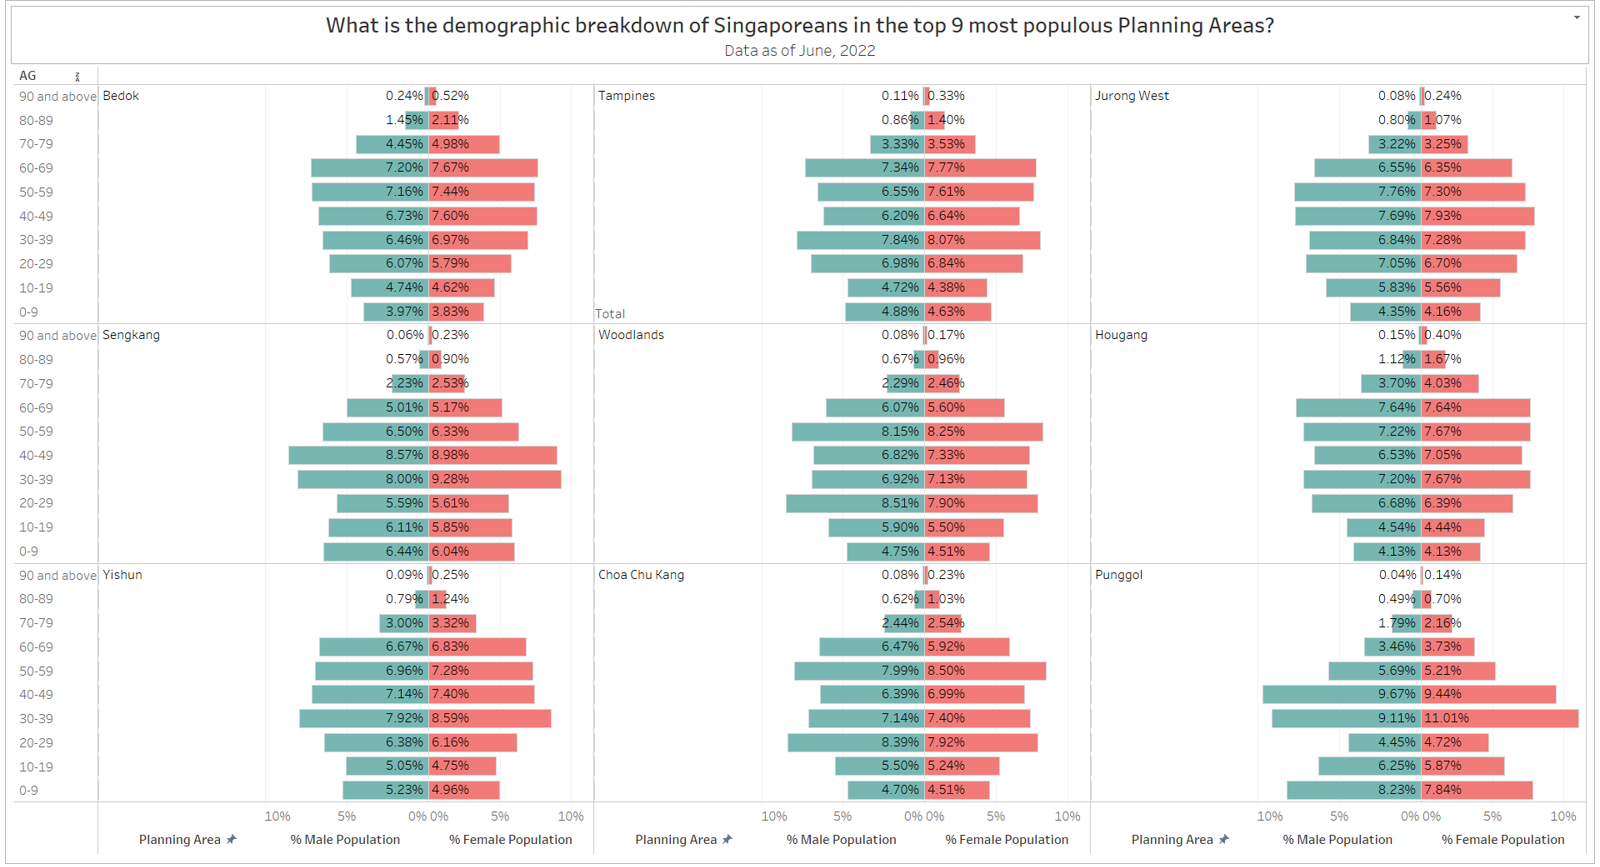 What is the demographic breakdown of Singaporeans in the top 9 most populous Planning Areas?
Data as of June, 2022
AG
90 and above Bedok 0.24% 0.52% Tampines 0.11% 0.33% Jurong West 0.08% 0.24%
80-89 1.45% 2.11% 0.86% 1.40% 0.80% 1.07%
70-79 4.45% 4.98% 3.33% 3.53% 3.22% 3.25%
60-69 7.20% 7.67% 7.34% 7.77% 6.55% 6.35%
50-59 7.16% 7.44% 6.55% 7.61% 7.76% 7.30%
40-49 6.73% 7.60% 6.20% 6.64% 7.69% 7.93%
30-39 6.46% 6.97% 7.84% 8.07% 6.84% 7.28%
20-29 6.07% 5.79% 6.98% 6.84% 7.05% 6.70%
10-19 4.74% 4.62% 4.72% 4.38% 5.83% 5.56%
0-9 3.97% 3.83% Total 4.88% 4.63% 4.35% 4.16%
90 and above Sengkang 0.06% 0.23% Woodlands 0.08% 0.17% Hougang 0.15% 0.40%
80-89 0.57% 0.90% 0.67% 0.96% 1.12% 1.67%
70-79 2.23% 2.53% 2.29% 2.46% 3.70% 4.03%
60-69 5.01% 5.17% 6.07% 5.60% 7.64% 7.64%
50-59 6.50% 6.33% 8.15% 8.25% 7.22% 7.67%
40-49 8.57% 8.98% 6.82% 7.33% 6.53% 7.05%
30-39 8.00% 9.28% 6.92% 7.13% 7.20% 7.67%
20-29 5.59% 5.61% 8.51% 7.90% 6.68% 6.39%
10-19 6.11% 5.85% 5.90% 5.50% 4.54% 4.44%
0-9 6.44% 6.04% 4.75% 4.51% 4.13% 4.13%
90 and above Yishun 0.09% 0.25% Choa Chu Kang 0.08% 0.23% Punggol 0.04% 0.14%
80-89 0.79% 1.24% 0.62% 1.03% 0.49% 0.70%
70-79 3.00% 3.32% 2.44% 2.54% 1.79% 2.16%
60-69 6.67% 6.83% 6.47% 5.92% 3.46% 3.73%
50-59 6.96% 7.28% 7.99% 8.50% 5.69% 5.21%
40-49 7.14% 7.40% 6.39% 6.99% 9.67% 9.44%
30-39 7.92% 8.59% 7.14% 7.40% 9.11% 11.01%
20-29 6.38% 6.16% 8.39% 7.92% 4.45% 4.72%
10-19 5.05% 4.75% 5.50% 5.24% 6.25% 5.87%
0-9 5.23% 4.96% 4.70% 4.51% 8.23% 7.84%
10% 5% 0% 0% 5% 10% 10% 5% 0% 0% 5% 10% 10% 5% 0% 0% 5% 10%
Planning Area % Male Population % Female Population Planning Area % Male Population % Female Population Planning Area % Male Population % Female Population